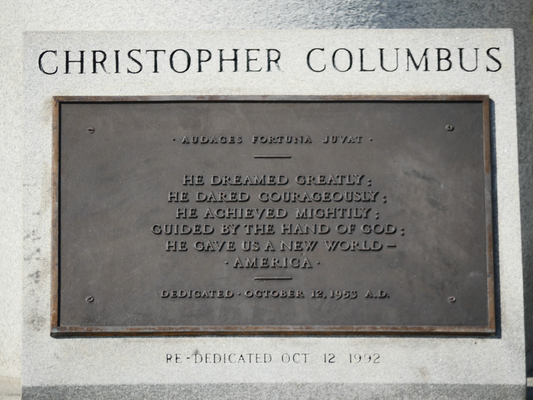 CHRISTOPHER COLUMBUS
· AUDACES FORTUNA JUVAT ·
HE DREAMED GREATLY;
HE DARED COURAGEOUSLY;
HE ACHIEVED MIGHTILY;
GUIDED BY THE HAND OF GOD;
HE GAVE US A NEW WORLD —
· AMERICA ·
DEDICATED · OCTOBER 12, 1953 A.D.
RE-DEDICATED OCT. 12 1992